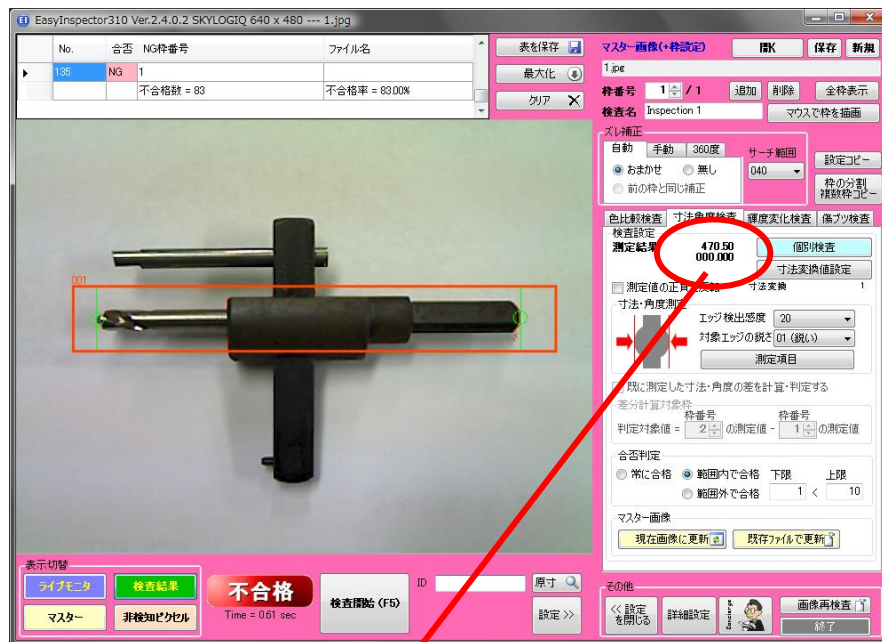 EasyInspector310 Ver.2.4.0.2 SKYLOGIQ 640 x 480 --- 1.jpg
No. 合否 NG枠番号 ファイル名
135 NG 1
不合格数 = 83 不合格率 = 83.00%
表を保存
最大化
クリア
マスター画像(+枠設定) 開K 保存 新規
1.jpg
枠番号 1 / 1 追加 削除 全枠表示
検査名 Inspection 1 マウスで枠を描画
ズレ補正
自動 手動 360度 サーチ範囲
おまかせ 無し 040
前の枠と同じ補正
設定コピー
枠の分割
複数枠コピー
色比較検査 寸法角度検査 輝度変化検査 傷ブツ検査
検査設定
測定結果 470.50 個別検査
000.000
寸法変換値設定
測定値の正負 寸法変換 1
寸法・角度測定
エッジ検出感度 20
対象エッジの鋭さ 01 (鋭い)
測定項目
既に測定した寸法・角度の差を計算・判定する
差分計算対象枠
枠番号 枠番号
判定対象値 = 2 の測定値 - 1 の測定値
合否判定
常に合格 範囲内で合格 下限 上限
範囲外で合格 1 < 10
マスター画像
現在画像に更新 既存ファイルで更新
001
表示切替
ライブモニタ 検査結果
マスター 非検知ピクセル
不合格
Time = 0.61 sec
検査開始 (F5)
ID
原寸
設定 >>
その他
<< 設定
を閉じる
詳細設定
画像再検査
終了